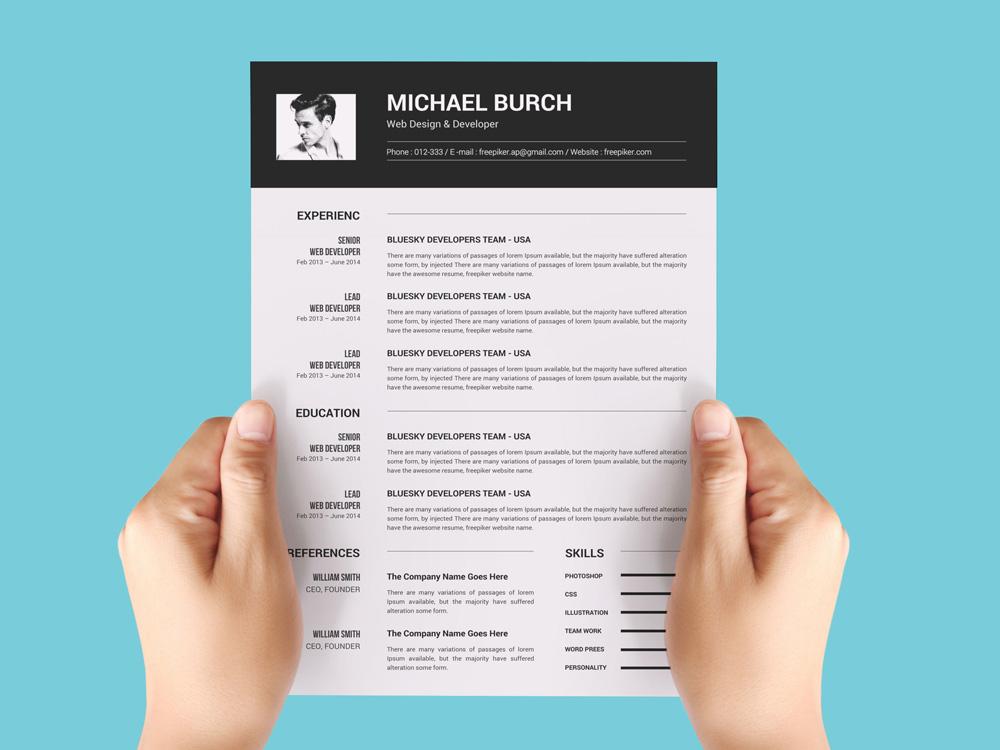 MICHAEL BURCH
Web Design & Developer
Phone : 012-333 / E-mail : freepiker.ap@gmail.com / Website : freepiker.com
EXPERIENC
SENIOR
WEB DEVELOPER
Feb 2013 – June 2014
BLUESKY DEVELOPERS TEAM - USA
There are many variations of passages of lorem Ipsum available, but the majority have suffered alteration
some form, by injected There are many variations of passages of lorem Ipsum available, but the majority
have the awesome resume, freepiker website name.
LEAD
WEB DEVELOPER
Feb 2013 – June 2014
BLUESKY DEVELOPERS TEAM - USA
There are many variations of passages of lorem Ipsum available, but the majority have suffered alteration
some form, by injected There are many variations of passages of lorem Ipsum available, but the majority
have the awesome resume, freepiker website name.
LEAD
WEB DEVELOPER
Feb 2013 – June 2014
BLUESKY DEVELOPERS TEAM - USA
There are many variations of passages of lorem Ipsum available, but the majority have suffered alteration
some form, by injected There are many variations of passages of lorem Ipsum available, but the majority
have the awesome resume, freepiker website name.
EDUCATION
SENIOR
WEB DEVELOPER
Feb 2013 – June 2014
BLUESKY DEVELOPERS TEAM - USA
There are many variations of passages of lorem Ipsum available, but the majority have suffered alteration
some form, by injected There are many variations of passages of lorem Ipsum available, but the majority
have the awesome resume, freepiker website name.
LEAD
WEB DEVELOPER
Feb 2013 – June 2014
BLUESKY DEVELOPERS TEAM - USA
There are many variations of passages of lorem Ipsum available, but the majority have suffered alteration
some form, by injected There are many variations of passages of lorem Ipsum available, but the majority
have the awesome resume, freepiker website name.
REFERENCES
WILLIAM SMITH
CEO, FOUNDER
The Company Name Goes Here
There are many variations of passages of lorem
Ipsum available, but the majority have suffered
alteration some form.
WILLIAM SMITH
CEO, FOUNDER
The Company Name Goes Here
There are many variations of passages of lorem
Ipsum available, but the majority have suffered
alteration some form.
SKILLS
PHOTOSHOP
CSS
ILLUSTRATION
TEAM WORK
WORD PREES
PERSONALITY